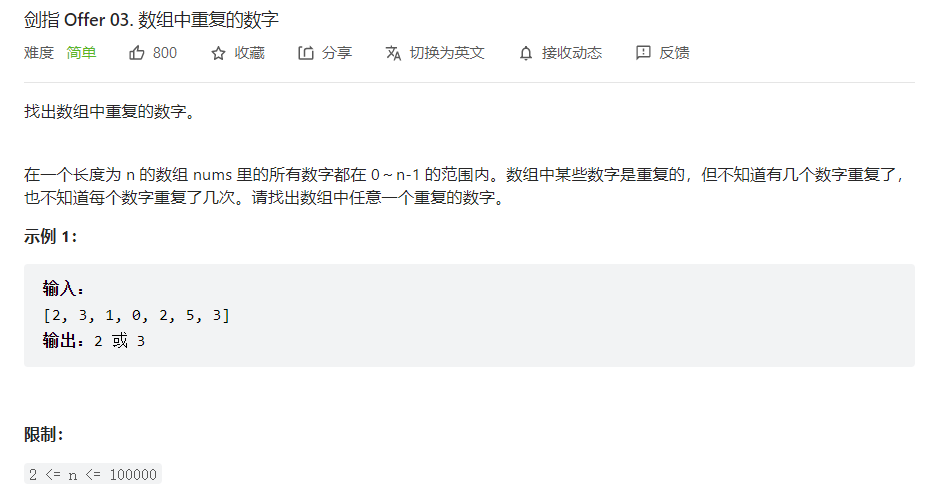 剑指 Offer 03. 数组中重复的数字
难度 简单 800 收藏 分享 切换为英文 接收动态 反馈
找出数组中重复的数字。
在一个长度为 n 的数组 nums 里的所有数字都在 0～n-1 的范围内。数组中某些数字是重复的，但不知道有几个数字重复了，
也不知道每个数字重复了几次。请找出数组中任意一个重复的数字。
示例 1：
输入：
[2, 3, 1, 0, 2, 5, 3]
输出：2 或 3
限制：
2 <= n <= 100000